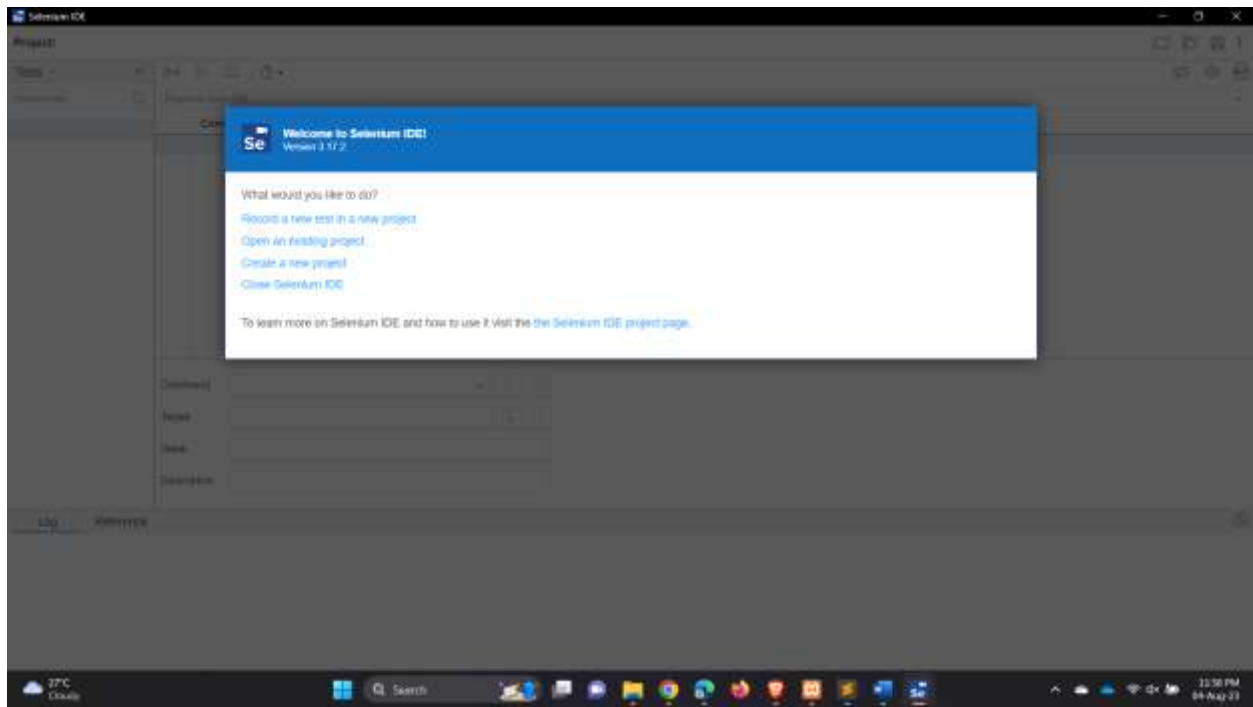 Selenium IDE
Project:
Tests
Se
Welcome to Selenium IDE!
Version 3.17.2
What would you like to do?
Record a new test in a new project
Open an existing project
Create a new project
Close Selenium IDE
To learn more on Selenium IDE and how to use it visit the the Selenium IDE project page.
Command
Target
Value
Description
Log Reference
27°C
Cloudy
Search
Se
11:58 PM
04-Aug-23